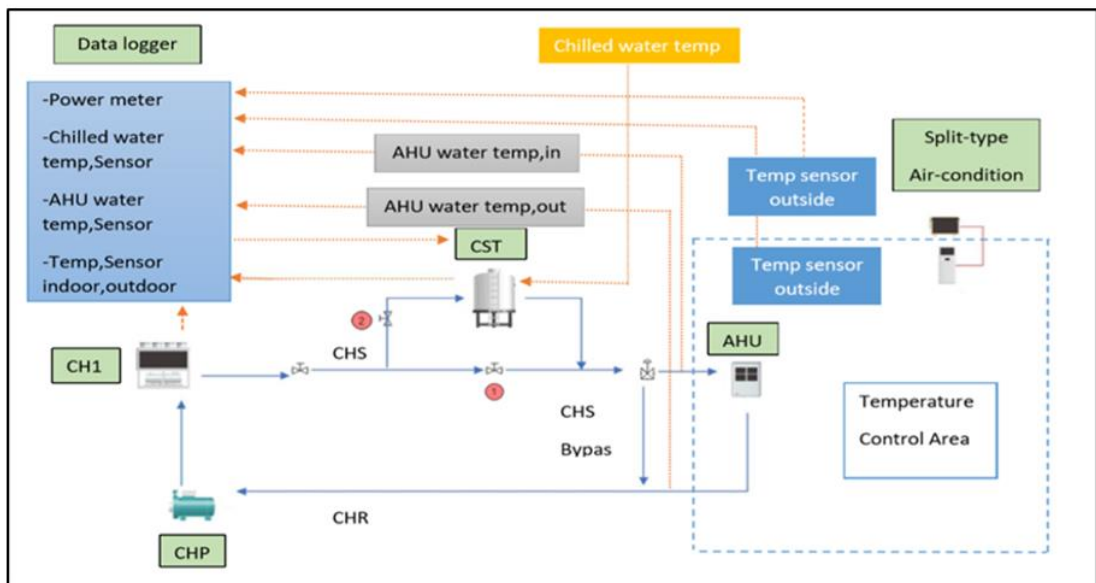 Data logger
Chilled water temp
-Power meter
-Chilled water
temp,Sensor
-AHU water
temp,Sensor
-Temp,Sensor
indoor,outdoor
AHU water temp,in
AHU water temp,out
Split-type
Air-condition
Temp sensor
outside
Temp sensor
outside
CST
2
CHS
CH1
1
AHU
CHS
Bypas
Temperature
Control Area
CHR
CHP